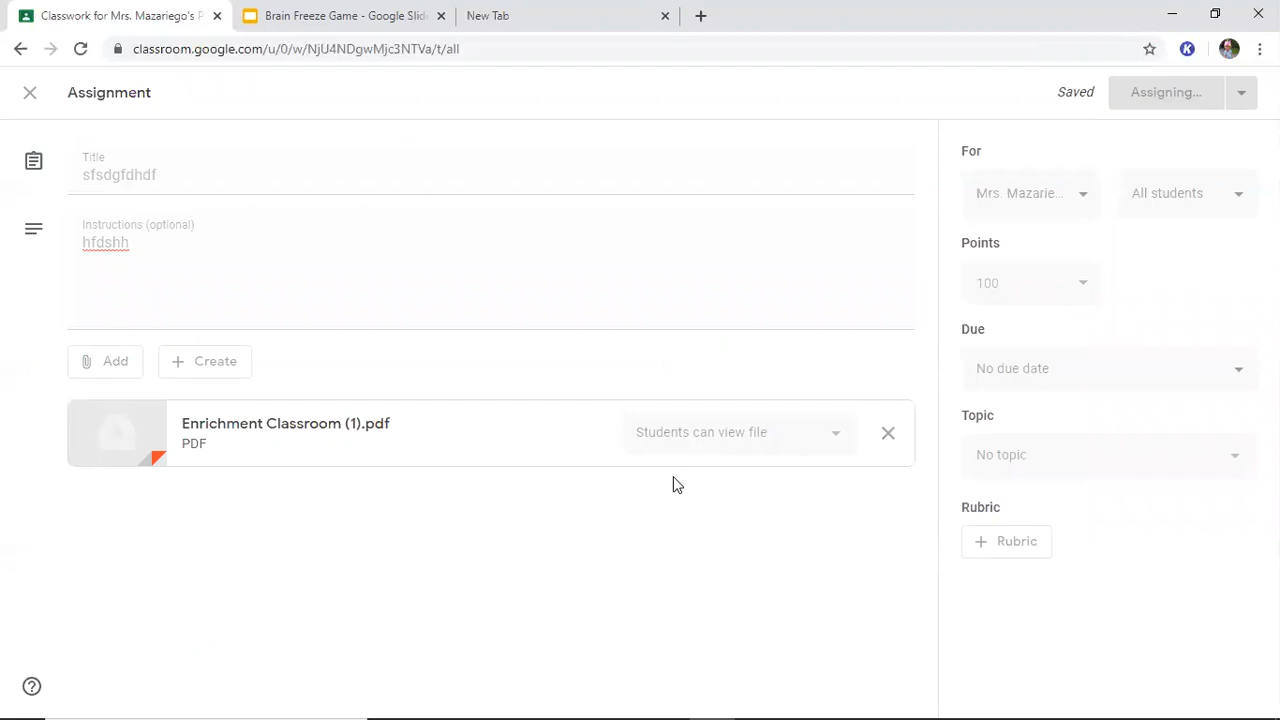 Classwork for Mrs. Mazariego's P
Brain Freeze Game - Google Slid
New Tab
classroom.google.com/u/0/w/NjU4NDgwMjc3NTVa/t/all
K
Assignment
Saved
Assigning...
Title
sfsdgfdhdf
Instructions (optional)
hfdshh
Add
Create
Enrichment Classroom (1).pdf
PDF
Students can view file
For
Mrs. Mazarie...
All students
Points
100
Due
No due date
Topic
No topic
Rubric
Rubric